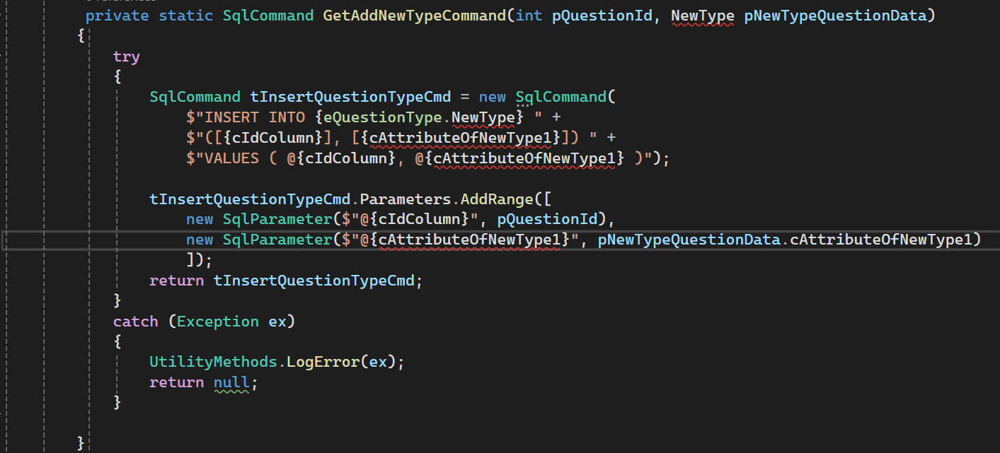 private static SqlCommand GetAddNewTypeCommand(int pQuestionId, NewType pNewTypeQuestionData)
{
try
{
SqlCommand tInsertQuestionTypeCmd = new SqlCommand(
$"INSERT INTO {eQuestionType.NewType} " +
$"([{cIdColumn}], [{cAttributeOfNewType1}]) " +
$"VALUES ( @{cIdColumn}, @{cAttributeOfNewType1} )");
tInsertQuestionTypeCmd.Parameters.AddRange([
new SqlParameter($"@{cIdColumn}", pQuestionId),
new SqlParameter($"@{cAttributeOfNewType1}", pNewTypeQuestionData.cAttributeOfNewType1)
]);
return tInsertQuestionTypeCmd;
}
catch (Exception ex)
{
UtilityMethods.LogError(ex);
return null;
}
}